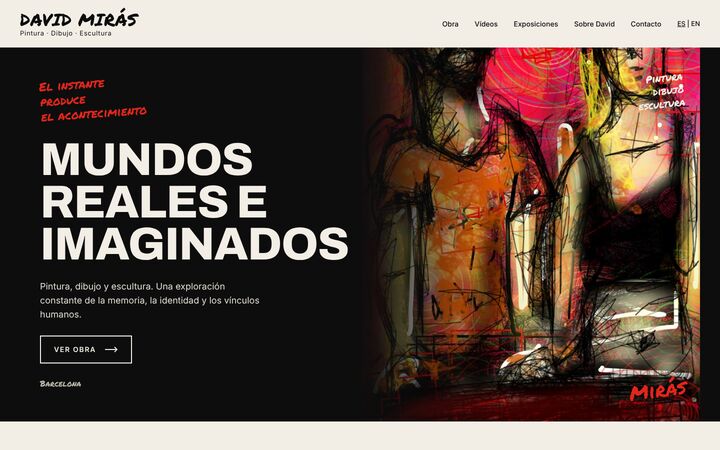 DAVID MIRÁS
Pintura · Dibujo · Escultura
Obra
Vídeos
Exposiciones
Sobre David
Contacto
ES | EN
El instante
produce
el acontecimiento
MUNDOS
REALES E
IMAGINADOS
Pintura, dibujo y escultura. Una exploración
constante de la memoria, la identidad y los vínculos
humanos.
VER OBRA
Barcelona
Pintura
dibujo
escultura
Mirás